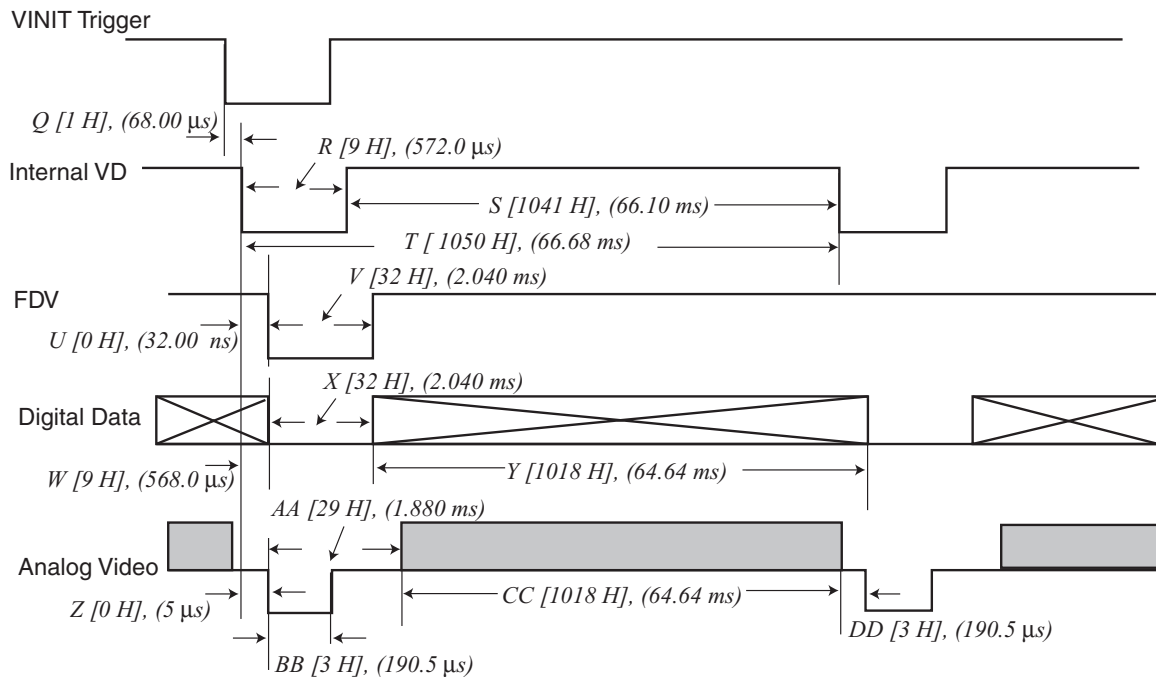 VINIT Trigger
Q [1 H], (68.00 µs)
R [9 H], (572.0 µs)
Internal VD
S [1041 H], (66.10 ms)
T [ 1050 H], (66.68 ms)
V [32 H], (2.040 ms)
FDV
U [0 H], (32.00 ns)
X [32 H], (2.040 ms)
Digital Data
W [9 H], (568.0 µs)
Y [1018 H], (64.64 ms)
AA [29 H], (1.880 ms)
Analog Video
Z [0 H], (5 µs)
CC [1018 H], (64.64 ms)
DD [3 H], (190.5 µs)
BB [3 H], (190.5 µs)